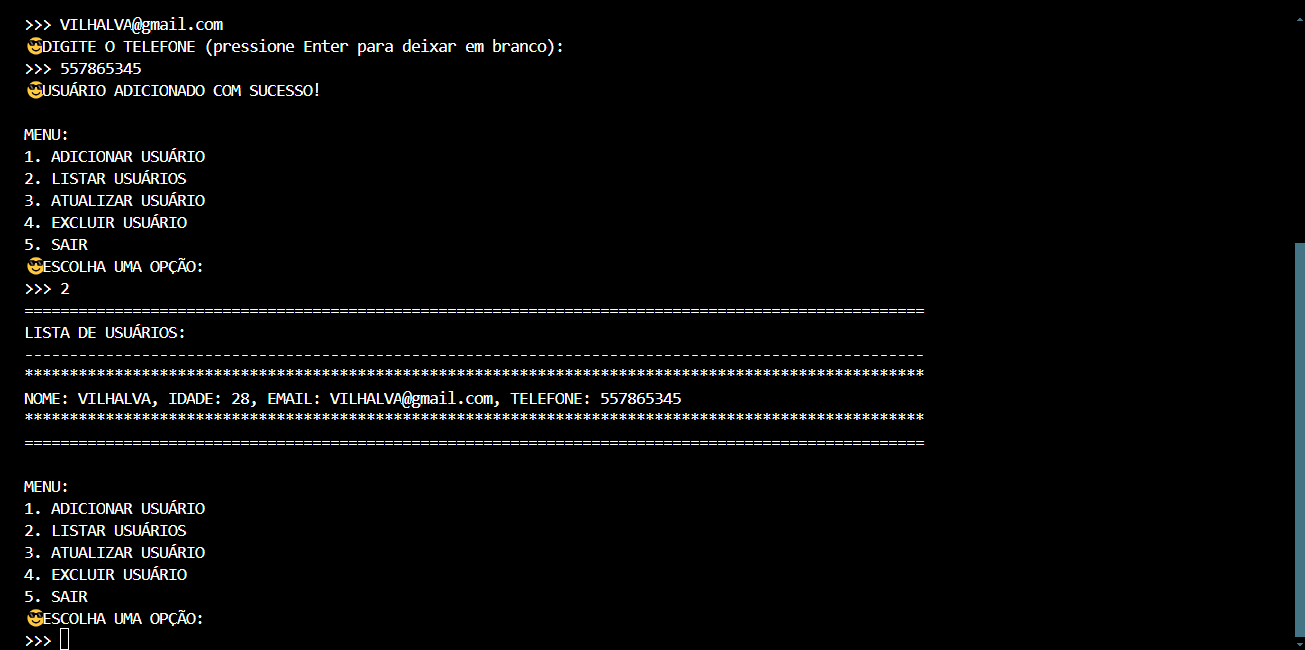 >>> VILHALVA@gmail.com
😎DIGITE O TELEFONE (pressione Enter para deixar em branco):
>>> 557865345
😎USUÁRIO ADICIONADO COM SUCESSO!
MENU:
1. ADICIONAR USUÁRIO
2. LISTAR USUÁRIOS
3. ATUALIZAR USUÁRIO
4. EXCLUIR USUÁRIO
5. SAIR
😎ESCOLHA UMA OPÇÃO:
>>> 2
====================================================================================================
LISTA DE USUÁRIOS:
----------------------------------------------------------------------------------------------------
****************************************************************************************************
NOME: VILHALVA, IDADE: 28, EMAIL: VILHALVA@gmail.com, TELEFONE: 557865345
****************************************************************************************************
====================================================================================================
MENU:
1. ADICIONAR USUÁRIO
2. LISTAR USUÁRIOS
3. ATUALIZAR USUÁRIO
4. EXCLUIR USUÁRIO
5. SAIR
😎ESCOLHA UMA OPÇÃO:
>>>